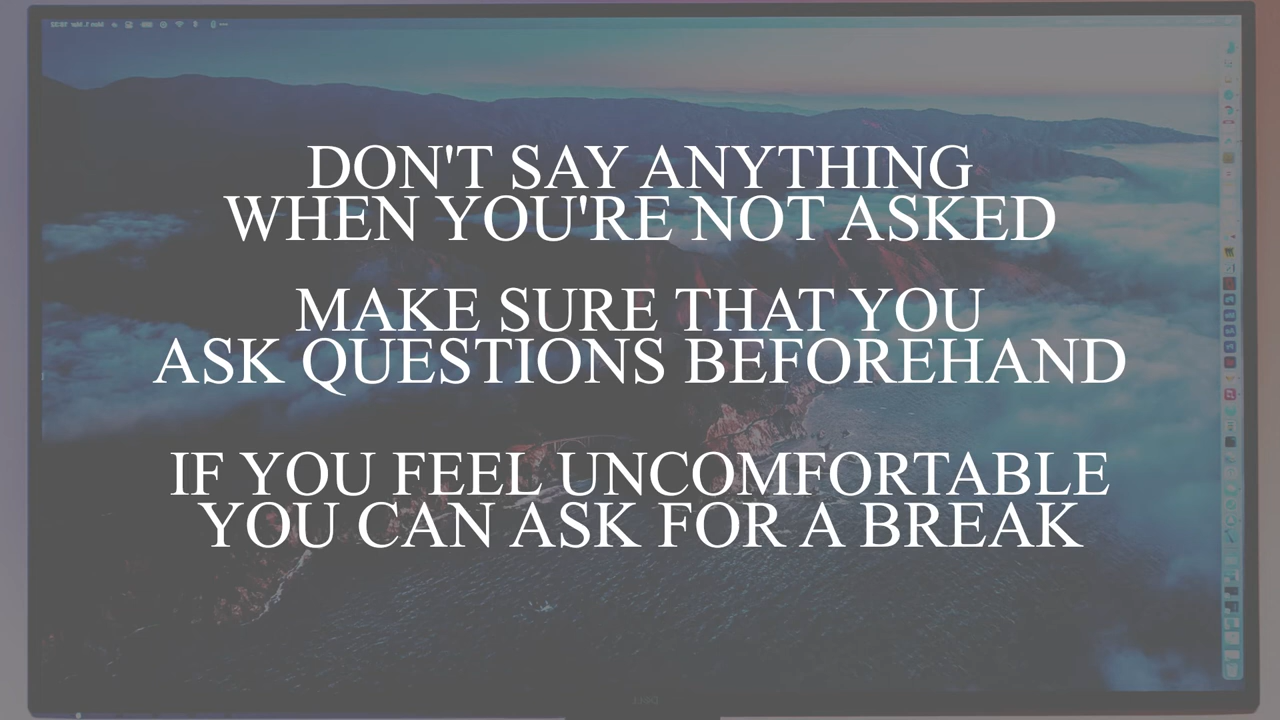 DON'T SAY ANYTHING
WHEN YOU'RE NOT ASKED
MAKE SURE THAT YOU
ASK QUESTIONS BEFOREHAND
IF YOU FEEL UNCOMFORTABLE
YOU CAN ASK FOR A BREAK